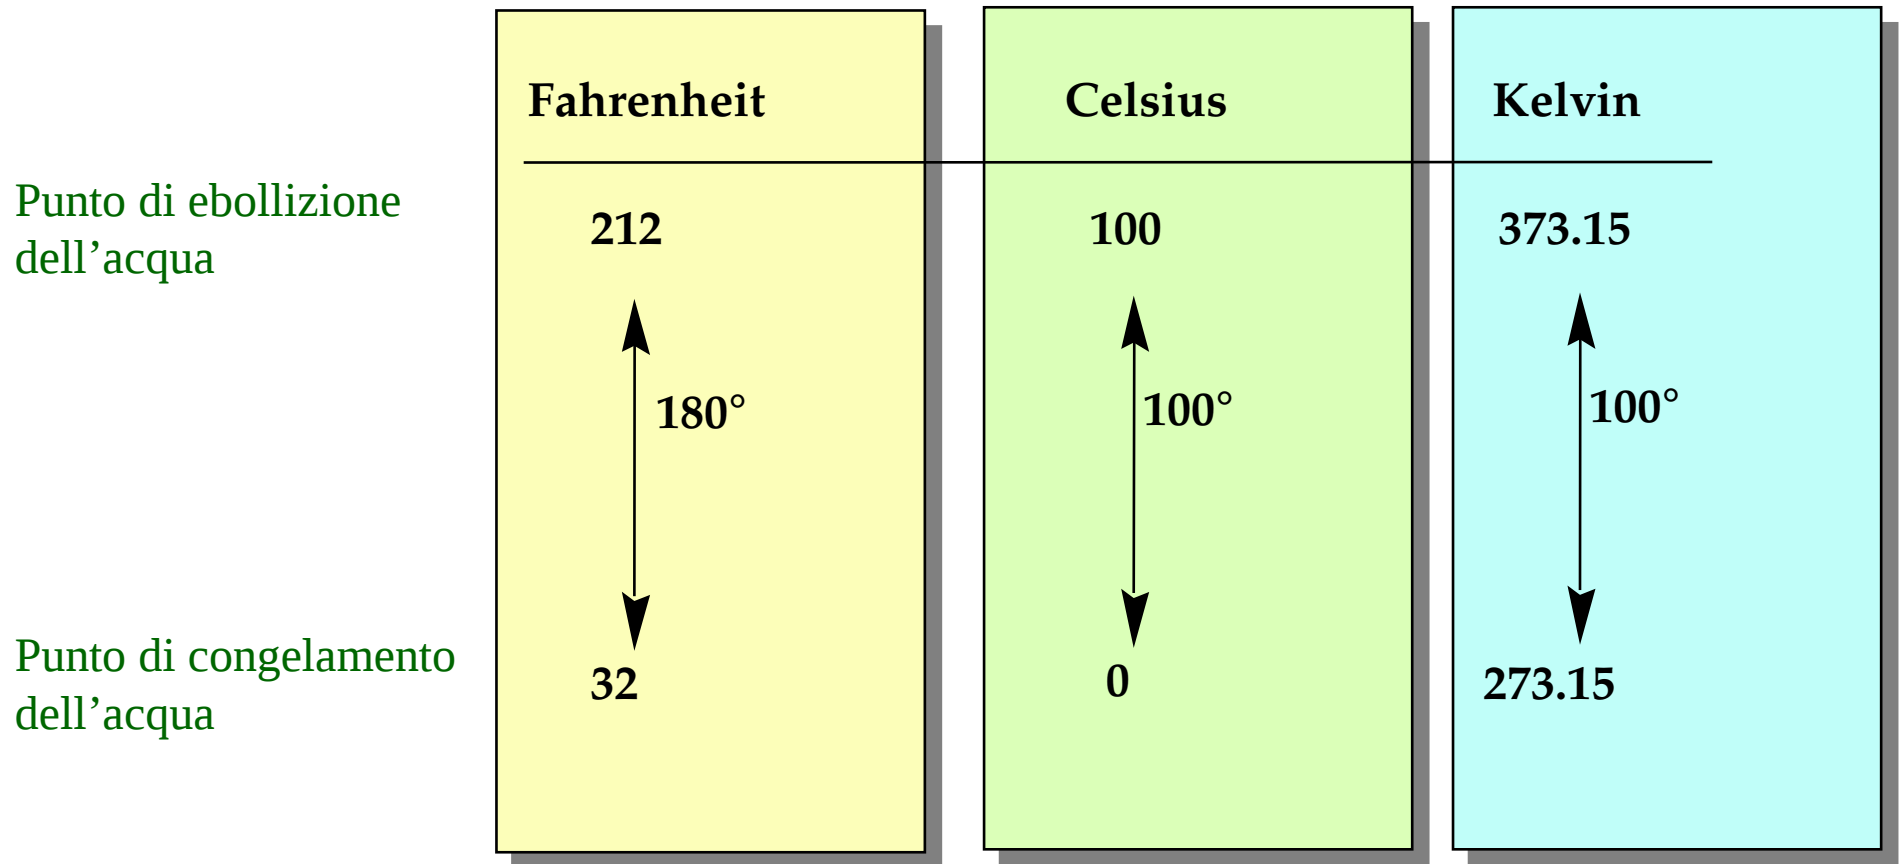 Fahrenheit Celsius Kelvin
Punto di ebollizione
dell’acqua
212 100 373.15
180° 100° 100°
Punto di congelamento
dell’acqua
32 0 273.15